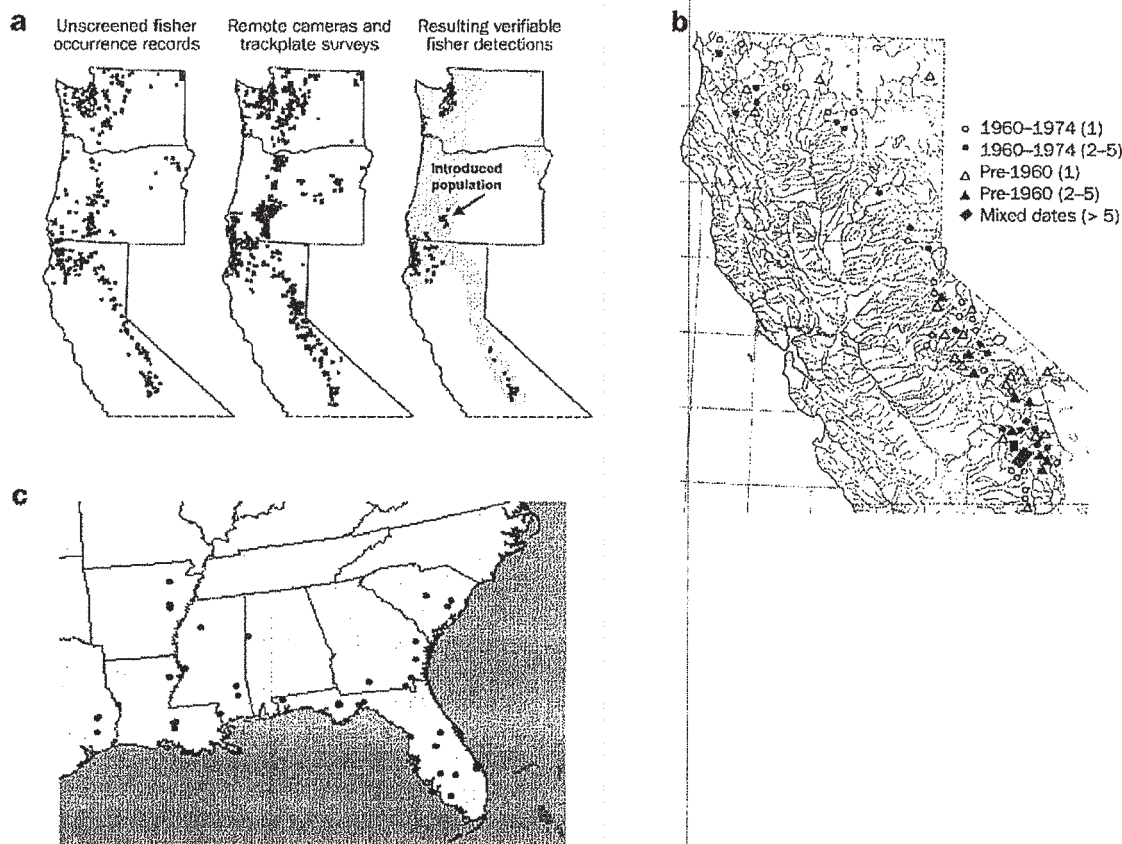 a
Unscreened fisher
occurrence records
Remote cameras and
trackplate surveys
Resulting verifiable
fisher detections
Introduced
population
b
1960–1974 (1)
1960–1974 (2–5)
Pre-1960 (1)
Pre-1960 (2–5)
Mixed dates (> 5)
c